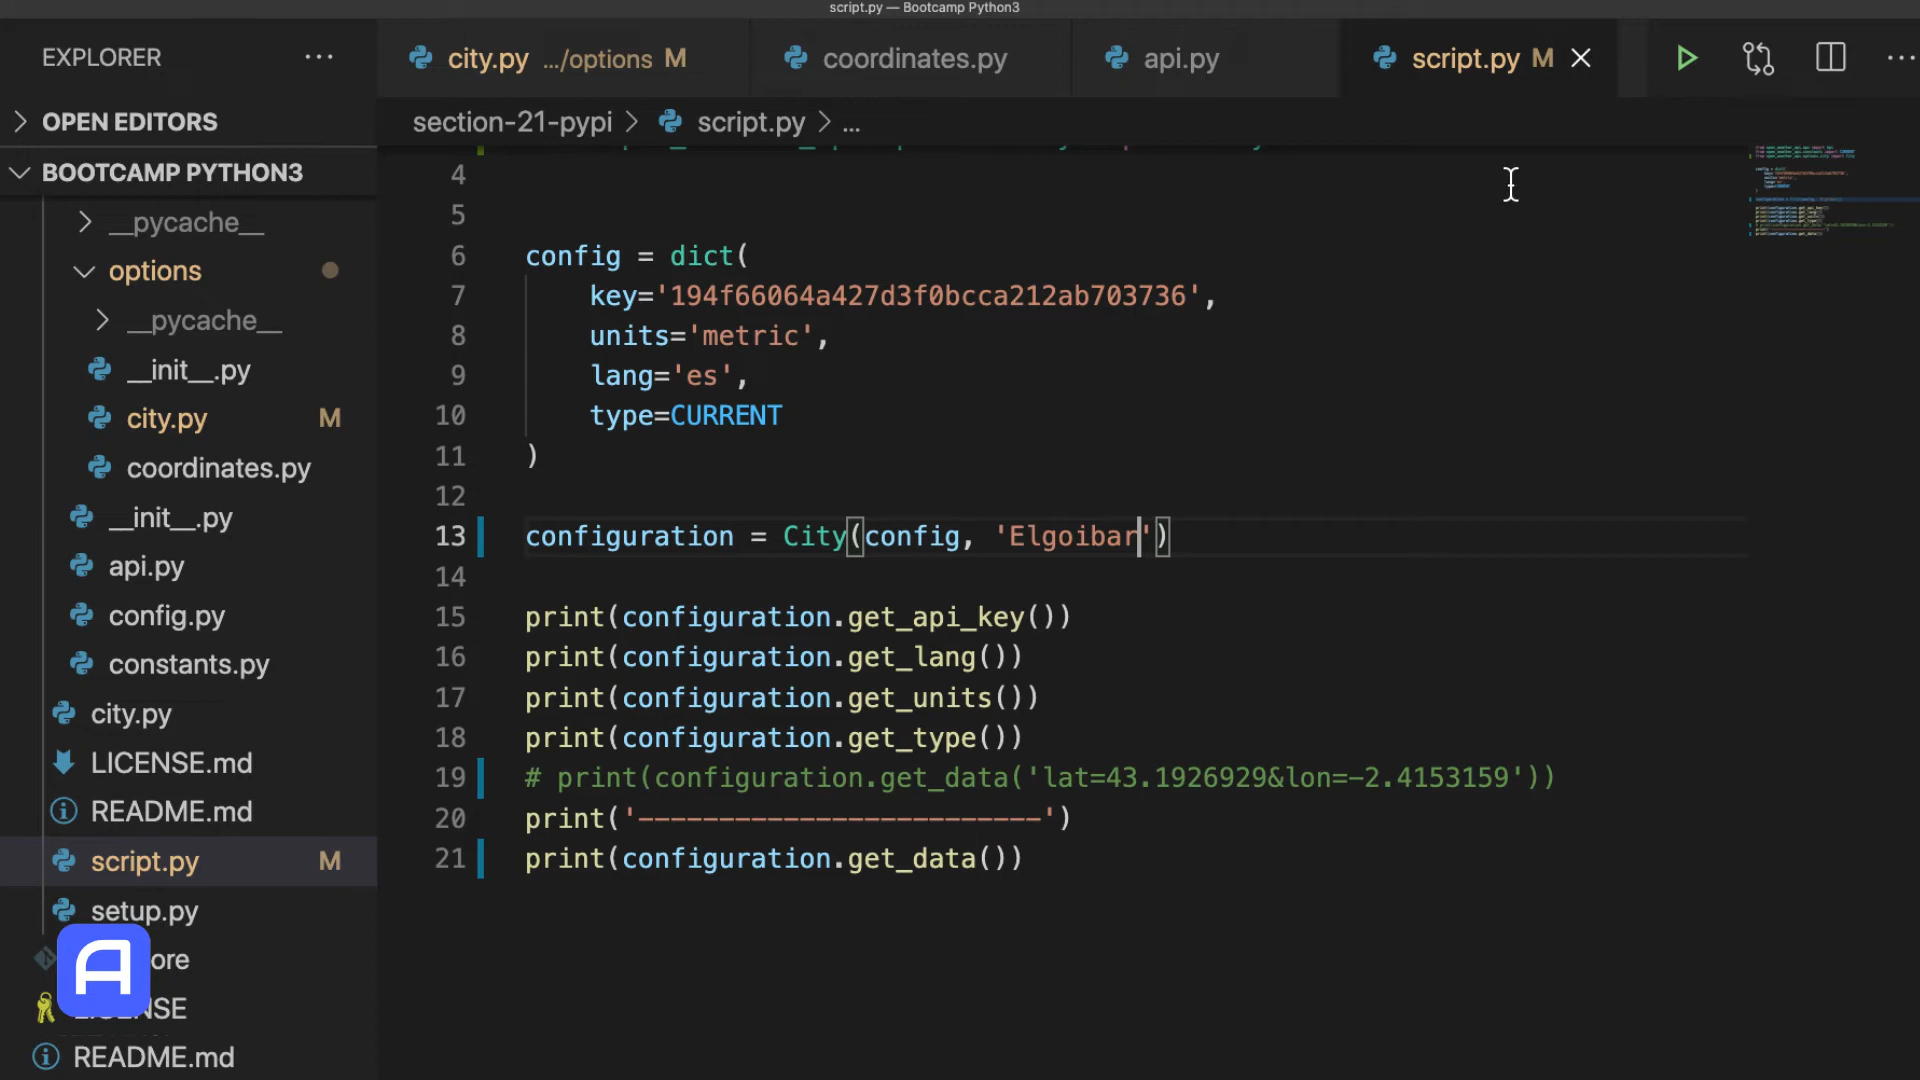 script.py — Bootcamp Python3
EXPLORER
city.py .../options M
coordinates.py
api.py
script.py M
OPEN EDITORS
section-21-pypi > script.py > ...
BOOTCAMP PYTHON3
__pycache__
options
__pycache__
__init__.py
city.py M
coordinates.py
__init__.py
api.py
config.py
constants.py
city.py
LICENSE.md
README.md
script.py M
setup.py
ore
NSE
README.md
4
5
6 config = dict(
7 key='194f66064a427d3f0bcca212ab703736',
8 units='metric',
9 lang='es',
10 type=CURRENT
11 )
12
13 configuration = City(config, 'Elgoibar')
14
15 print(configuration.get_api_key())
16 print(configuration.get_lang())
17 print(configuration.get_units())
18 print(configuration.get_type())
19 # print(configuration.get_data('lat=43.1926929&lon=-2.4153159'))
20 print('-------------------------')
21 print(configuration.get_data())